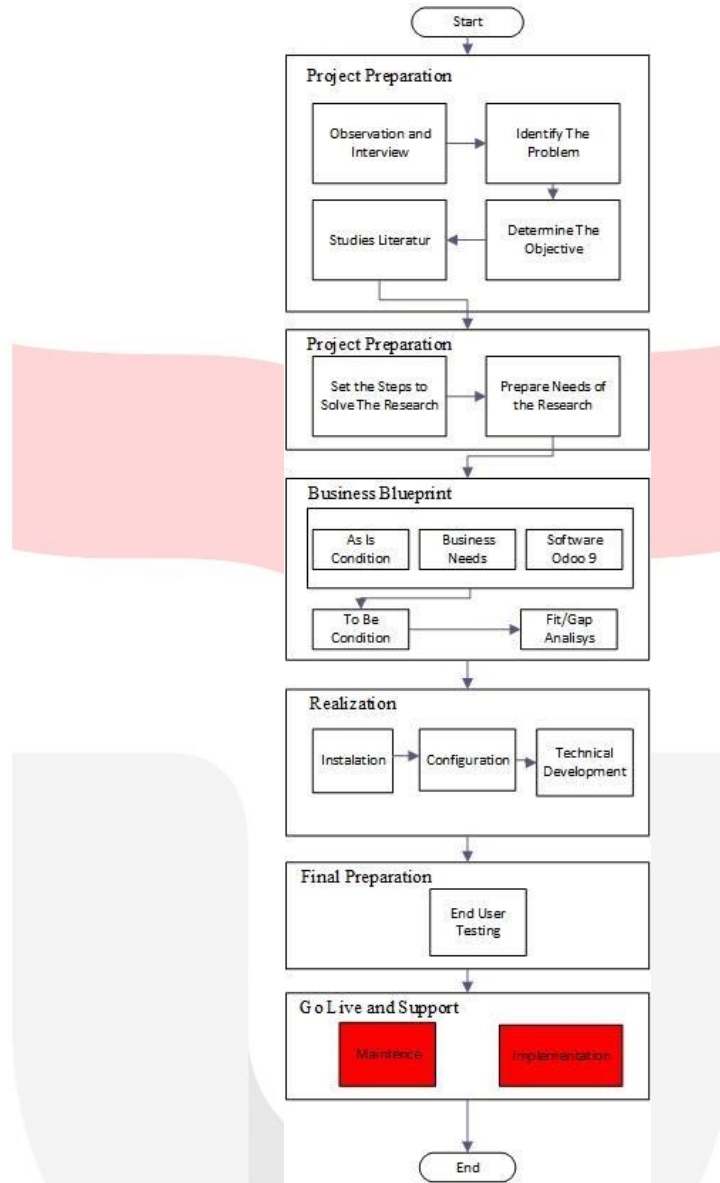 Start
Project Preparation
Observation and
Interview
Identify The
Problem
Studies Literatur
Determine The
Objective
Project Preparation
Set the Steps to
Solve The Research
Prepare Needs of
the Research
Business Blueprint
As Is
Condition
Business
Needs
Software
Odoo 9
To Be
Condition
Fit/Gap
Analisys
Realization
Instalation
Configuration
Technical
Development
Final Preparation
End User
Testing
Go Live and Support
Maintence
Implementation
End